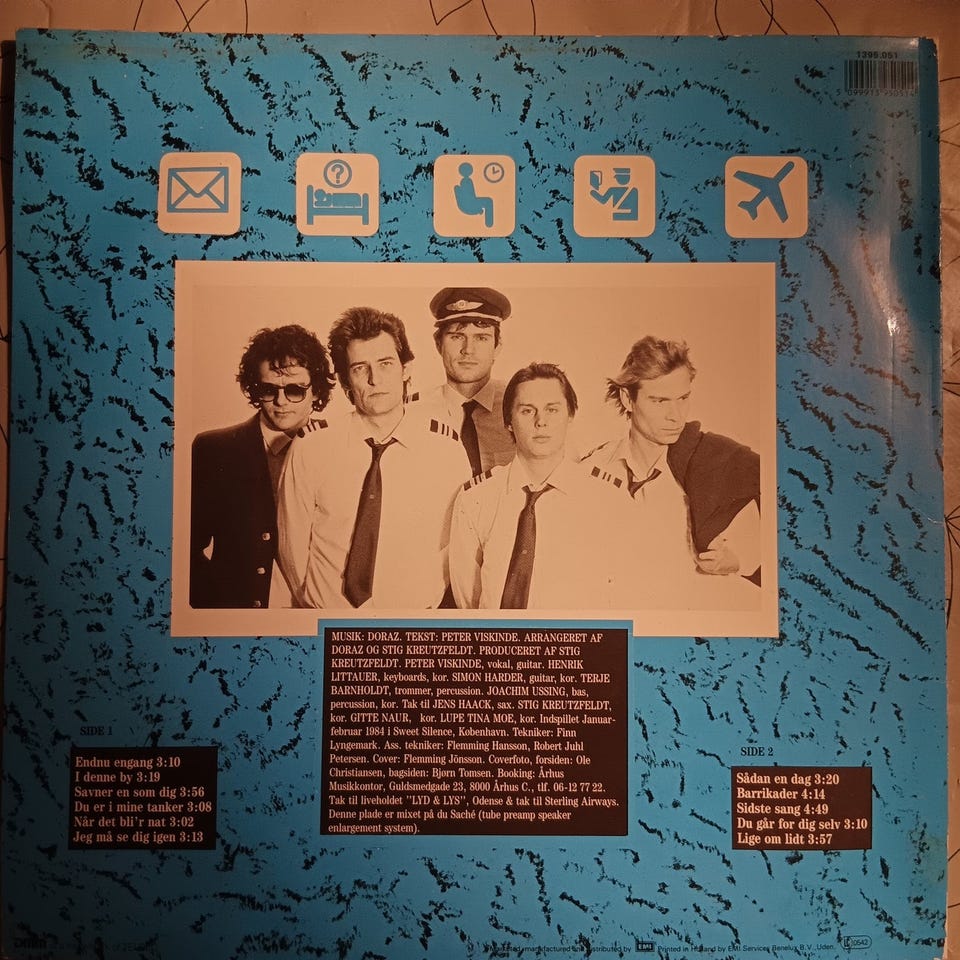 1395.051
5 099913 950514
?
MUSIK: DORAZ. TEKST: PETER VISKINDE. ARRANGERET AF
DORAZ OG STIG KREUTZFELDT. PRODUCERET AF STIG
KREUTZFELDT. PETER VISKINDE, vokal, guitar. HENRIK
LITTAUER, keyboards, kor. SIMON HARDER, guitar, kor. TERJE
BARNHOLDT, trommer, percussion. JOACHIM USSING, bas,
percussion, kor. Tak til JENS HAACK, sax. STIG KREUTZFELDT,
kor. GITTE NAUR, kor. LUPE TINA MOE, kor. Indspillet Januar-
februar 1984 i Sweet Silence, København. Tekniker: Finn
Lyngemark. Ass. tekniker: Flemming Hansson, Robert Juhl
Petersen. Cover: Flemming Jönsson. Coverfoto, forsiden: Ole
Christiansen, bagsiden: Bjørn Tomsen. Booking: Århus
Musikkontor, Guldsmedgade 23, 8000 Århus C., tlf. 06-12 77 22.
Tak til liveholdet "LYD & LYS", Odense & tak til Sterling Airways.
Denne plade er mixet på du Saché (tube preamp speaker
enlargement system).
SIDE 1
Endnu engang 3:10
I denne by 3:19
Savner en som dig 3:56
Du er i mine tanker 3:08
Når det bli'r nat 3:02
Jeg må se dig igen 3:13
SIDE 2
Sådan en dag 3:20
Barrikader 4:14
Sidste sang 4:49
Du går for dig selv 3:10
Lige om lidt 3:57
manufactured and distributed by EMI Printed in Holland by EMI Services Benelux B.V., Uden. 0542